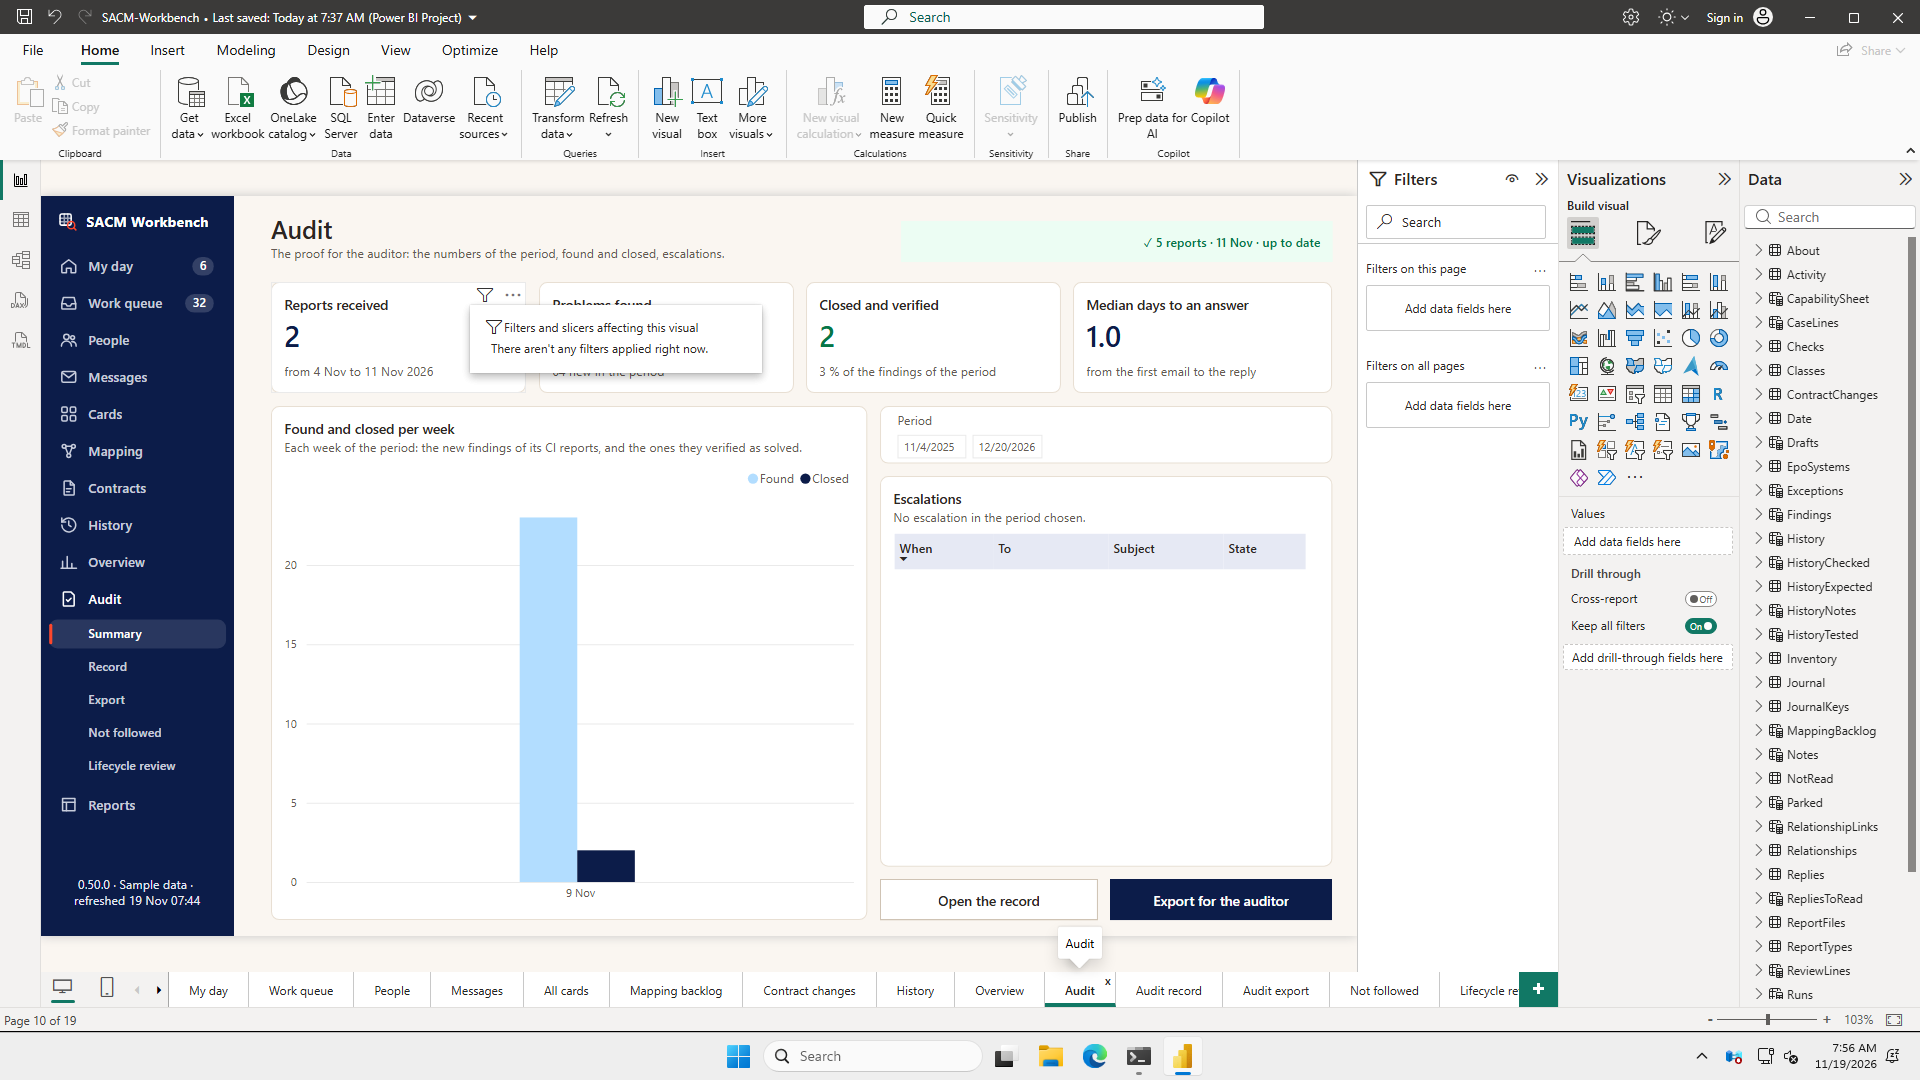 SACM-Workbench • Last saved: Today at 7:37 AM (Power BI Project)
Search
Sign in
File
Home
Insert
Modeling
Design
View
Optimize
Help
Share
Paste
Cut
Copy
Format painter
Clipboard
Get data
Excel workbook
OneLake catalog
SQL Server
Enter data
Dataverse
Recent sources
Data
Transform data
Refresh
Queries
New visual
Text box
More visuals
Insert
New visual calculation
New measure
Quick measure
Calculations
Sensitivity
Sensitivity
Publish
Share
Prep data for AI
Copilot
Copilot
DAX
TMDL
SACM Workbench
My day 6
Work queue 32
People
Messages
Cards
Mapping
Contracts
History
Overview
Audit
Summary
Record
Export
Not followed
Lifecycle review
Reports
0.50.0 · Sample data ·
refreshed 19 Nov 07:44
Audit
The proof for the auditor: the numbers of the period, found and closed, escalations.
✓ 5 reports · 11 Nov · up to date
Reports received
2
from 4 Nov to 11 Nov 2026
Problems found
Filters and slicers affecting this visual
There aren't any filters applied right now.
64 new in the period
Closed and verified
2
3 % of the findings of the period
Median days to an answer
1.0
from the first email to the reply
Found and closed per week
Each week of the period: the new findings of its CI reports, and the ones they verified as solved.
Found
Closed
20
15
10
5
0
9 Nov
Period
11/4/2025
12/20/2026
Escalations
No escalation in the period chosen.
When
To
Subject
State
Open the record
Export for the auditor
Audit
Filters
Search
Filters on this page
Add data fields here
Filters on all pages
Add data fields here
Visualizations
Build visual
123
R
Py
Values
Add data fields here
Drill through
Cross-report
Off
Keep all filters
On
Add drill-through fields here
Data
Search
About
Activity
CapabilitySheet
CaseLines
Checks
Classes
ContractChanges
Date
Drafts
EpoSystems
Exceptions
Findings
History
HistoryChecked
HistoryExpected
HistoryNotes
HistoryTested
Inventory
Journal
JournalKeys
MappingBacklog
Notes
NotRead
Parked
RelationshipLinks
Relationships
Replies
RepliesToRead
ReportFiles
ReportTypes
ReviewLines
Runs
My day
Work queue
People
Messages
All cards
Mapping backlog
Contract changes
History
Overview
Audit
x
Audit record
Audit export
Not followed
Lifecycle re
+
Page 10 of 19
- +
103%
Search
7:56 AM
11/19/2026